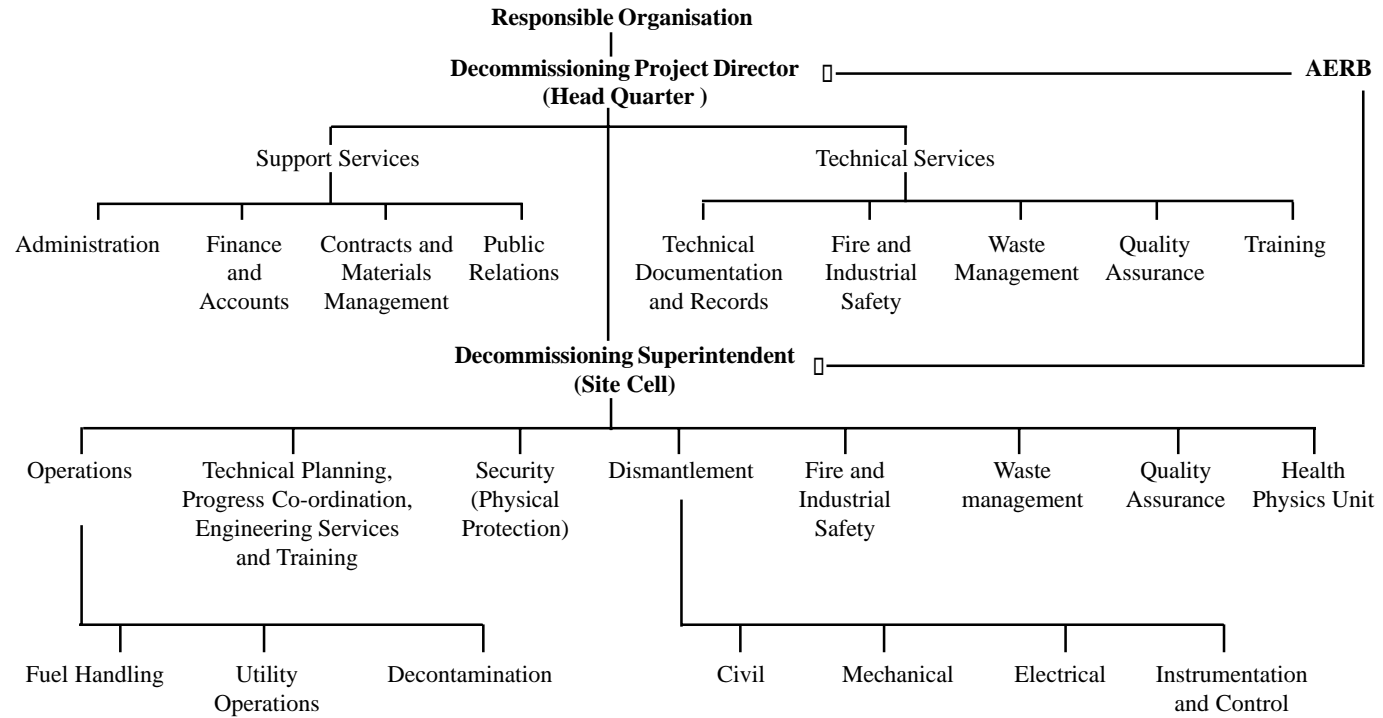 Responsible Organisation
Decommissioning Project Director
(Head Quarter )
AERB
Support Services
Technical Services
Administration
Finance
and
Accounts
Contracts and
Materials
Management
Public
Relations
Technical
Documentation
and Records
Fire and
Industrial
Safety
Waste
Management
Quality
Assurance
Training
Decommissioning Superintendent
(Site Cell)
Operations
Technical Planning,
Progress Co-ordination,
Engineering Services
and Training
Security
(Physical
Protection)
Dismantlement
Fire and
Industrial
Safety
Waste
management
Quality
Assurance
Health
Physics Unit
Fuel Handling
Utility
Operations
Decontamination
Civil
Mechanical
Electrical
Instrumentation
and Control